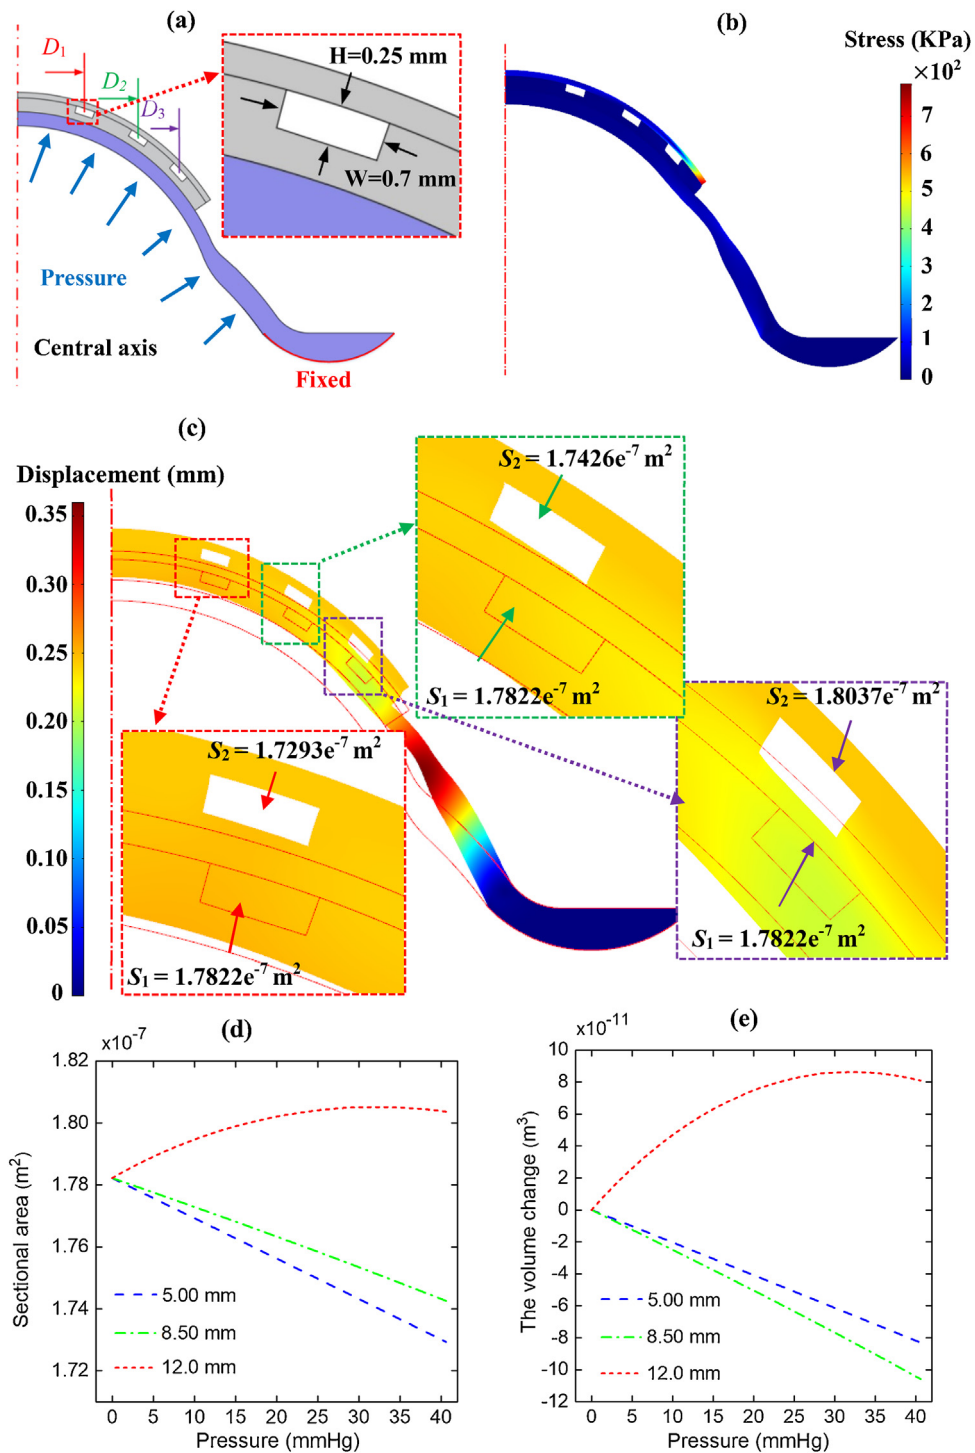 (a)
D1
D2
D3
H=0.25 mm
W=0.7 mm
Pressure
Central axis
Fixed
(b)
Stress (KPa)
×10²
7
6
5
4
3
2
1
0
(c)
Displacement (mm)
0.35
0.30
0.25
0.20
0.15
0.10
0.05
0
S2 = 1.7426e⁻⁷ m²
S1 = 1.7822e⁻⁷ m²
S2 = 1.8037e⁻⁷ m²
S1 = 1.7822e⁻⁷ m²
S2 = 1.7293e⁻⁷ m²
S1 = 1.7822e⁻⁷ m²
(d)
x10⁻⁷
1.82
1.80
1.78
1.76
1.74
1.72
Sectional area (m²)
5.00 mm
8.50 mm
12.0 mm
0 5 10 15 20 25 30 35 40
Pressure (mmHg)
(e)
x10⁻¹¹
10
8
6
4
2
0
-2
-4
-6
-8
-10
-12
The volume change (m³)
5.00 mm
8.50 mm
12.0 mm
0 5 10 15 20 25 30 35 40
Pressure (mmHg)